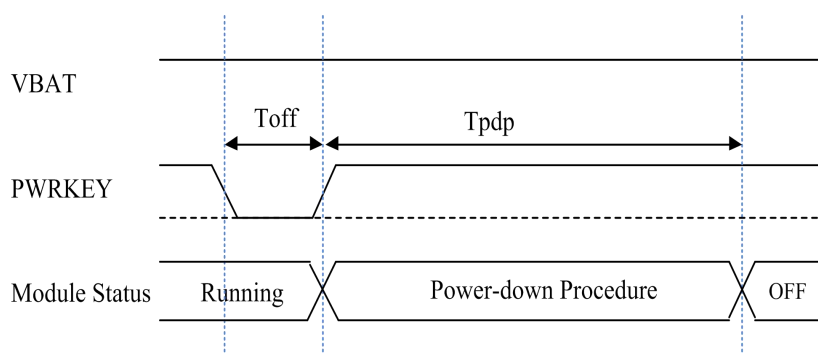 VBAT
Toff
Tpdp
PWRKEY
Module Status
Running
Power-down Procedure
OFF